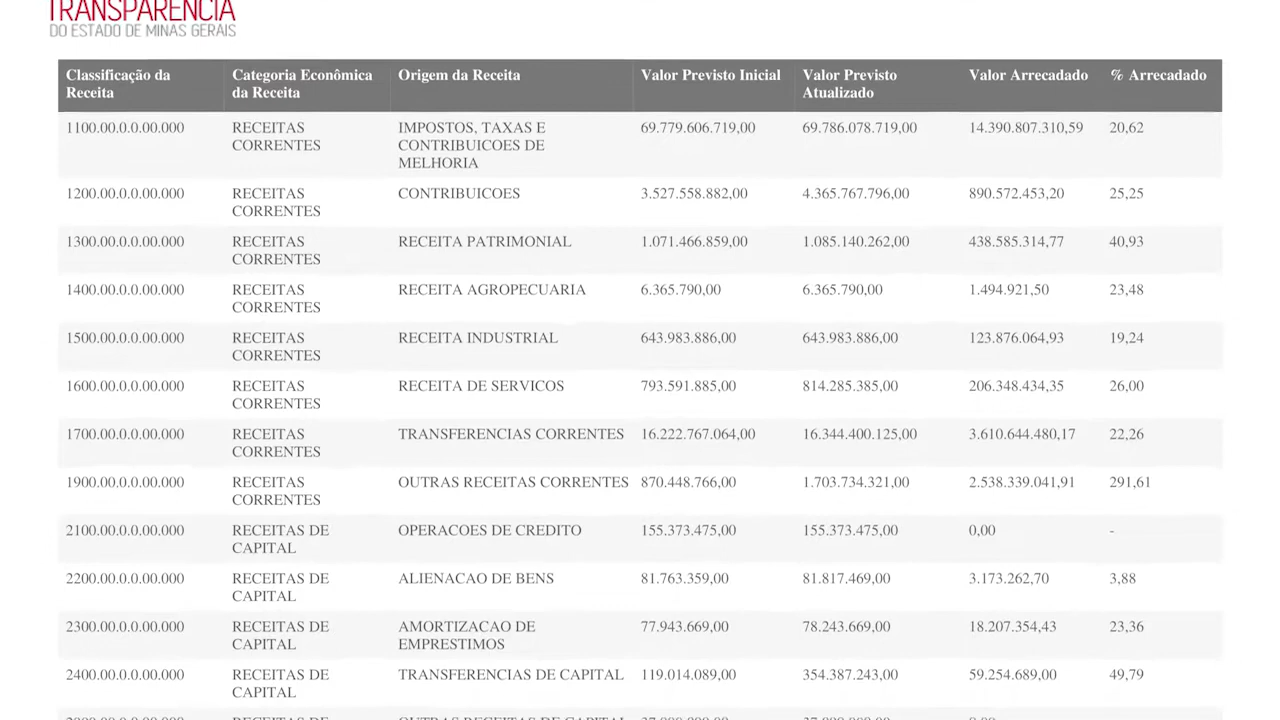 TRANSPARÊNCIA
DO ESTADO DE MINAS GERAIS
Classificação da Receita Categoria Econômica da Receita Origem da Receita Valor Previsto Inicial Valor Previsto Atualizado Valor Arrecadado % Arrecadado
1100.00.0.0.00.000 RECEITAS CORRENTES IMPOSTOS, TAXAS E CONTRIBUICOES DE MELHORIA 69.779.606.719,00 69.786.078.719,00 14.390.807.310,59 20,62
1200.00.0.0.00.000 RECEITAS CORRENTES CONTRIBUICOES 3.527.558.882,00 4.365.767.796,00 890.572.453,20 25,25
1300.00.0.0.00.000 RECEITAS CORRENTES RECEITA PATRIMONIAL 1.071.466.859,00 1.085.140.262,00 438.585.314,77 40,93
1400.00.0.0.00.000 RECEITAS CORRENTES RECEITA AGROPECUARIA 6.365.790,00 6.365.790,00 1.494.921,50 23,48
1500.00.0.0.00.000 RECEITAS CORRENTES RECEITA INDUSTRIAL 643.983.886,00 643.983.886,00 123.876.064,93 19,24
1600.00.0.0.00.000 RECEITAS CORRENTES RECEITA DE SERVICOS 793.591.885,00 814.285.385,00 206.348.434,35 26,00
1700.00.0.0.00.000 RECEITAS CORRENTES TRANSFERENCIAS CORRENTES 16.222.767.064,00 16.344.400.125,00 3.610.644.480,17 22,26
1900.00.0.0.00.000 RECEITAS CORRENTES OUTRAS RECEITAS CORRENTES 870.448.766,00 1.703.734.321,00 2.538.339.041,91 291,61
2100.00.0.0.00.000 RECEITAS DE CAPITAL OPERACOES DE CREDITO 155.373.475,00 155.373.475,00 0,00 -
2200.00.0.0.00.000 RECEITAS DE CAPITAL ALIENACAO DE BENS 81.763.359,00 81.817.469,00 3.173.262,70 3,88
2300.00.0.0.00.000 RECEITAS DE CAPITAL AMORTIZACAO DE EMPRESTIMOS 77.943.669,00 78.243.669,00 18.207.354,43 23,36
2400.00.0.0.00.000 RECEITAS DE CAPITAL TRANSFERENCIAS DE CAPITAL 119.014.089,00 354.387.243,00 59.254.689,00 49,79
RECEITAS DE OUTRAS RECEITAS DE CAPITAL